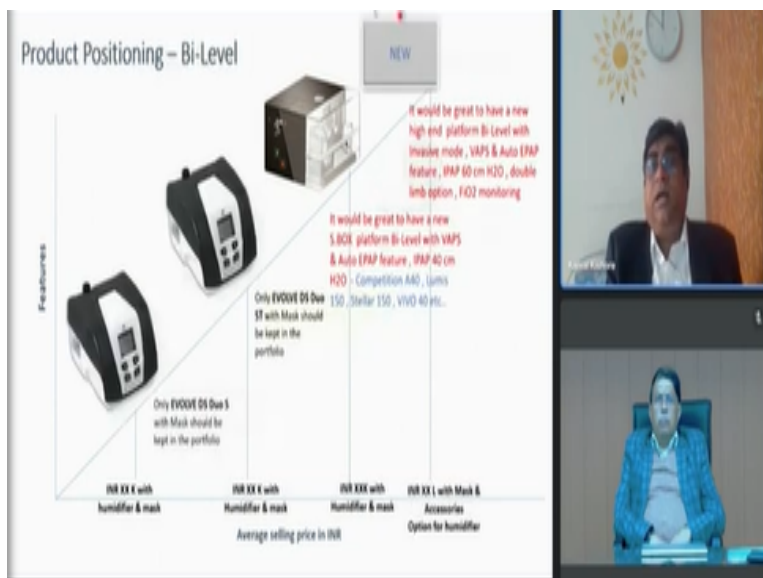 Product Positioning – Bi-Level
NEW
It would be great to have a new
high end platform Bi-Level with
Invasive mode , VAPS & Auto EPAP
feature , IPAP 60 cm H2O , double
limb option , FiO2 monitoring
It would be great to have a new
S.BOX platform Bi-Level with VAPS
& Auto EPAP feature , IPAP 40 cm
H2O - Competition A40 , Lumis
150 , Stellar 150 , VIVO 40 etc..
Only EVOLVE DS Duo
ST with Mask should
be kept in the
portfolio
Only EVOLVE DS Duo S
with Mask should be
kept in the portfolio
Features
INR XX K with
humidifier & mask
INR XX K with
Humidifier & mask
INR XXK with
Humidifier & mask
INR XX L with Mask &
Accessories
Option for humidifier
Average selling price in INR